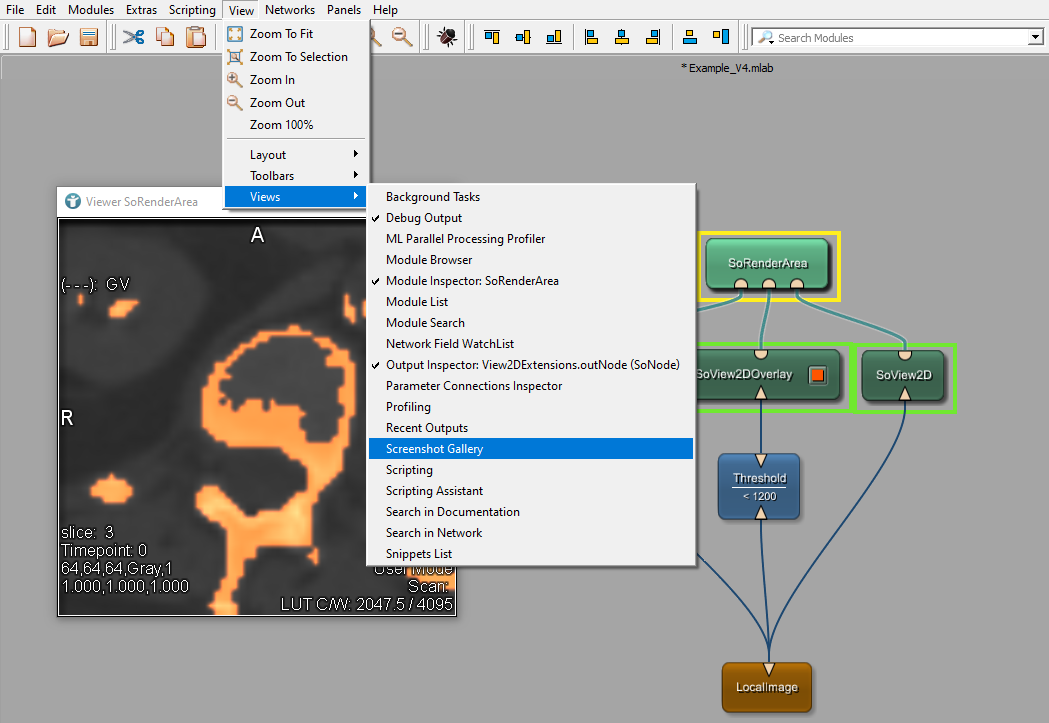 File Edit Modules Extras Scripting View Networks Panels Help
Search Modules
* Example_V4.mlab
Zoom To Fit
Zoom To Selection
Zoom In
Zoom Out
Zoom 100%
Layout
Toolbars
Views
Background Tasks
Debug Output
ML Parallel Processing Profiler
Module Browser
Module Inspector: SoRenderArea
Module List
Module Search
Network Field WatchList
Output Inspector: View2DExtensions.outNode (SoNode)
Parameter Connections Inspector
Profiling
Recent Outputs
Screenshot Gallery
Scripting
Scripting Assistant
Search in Documentation
Search in Network
Snippets List
Viewer SoRenderArea
A
(---): GV
R
slice: 3
Timepoint: 0
64,64,64,Gray,1
1.000,1.000,1.000
User Mode
Scan:
LUT C/W: 2047.5 / 4095
SoRenderArea
SoView2DOverlay
SoView2D
Threshold
< 1200
LocalImage